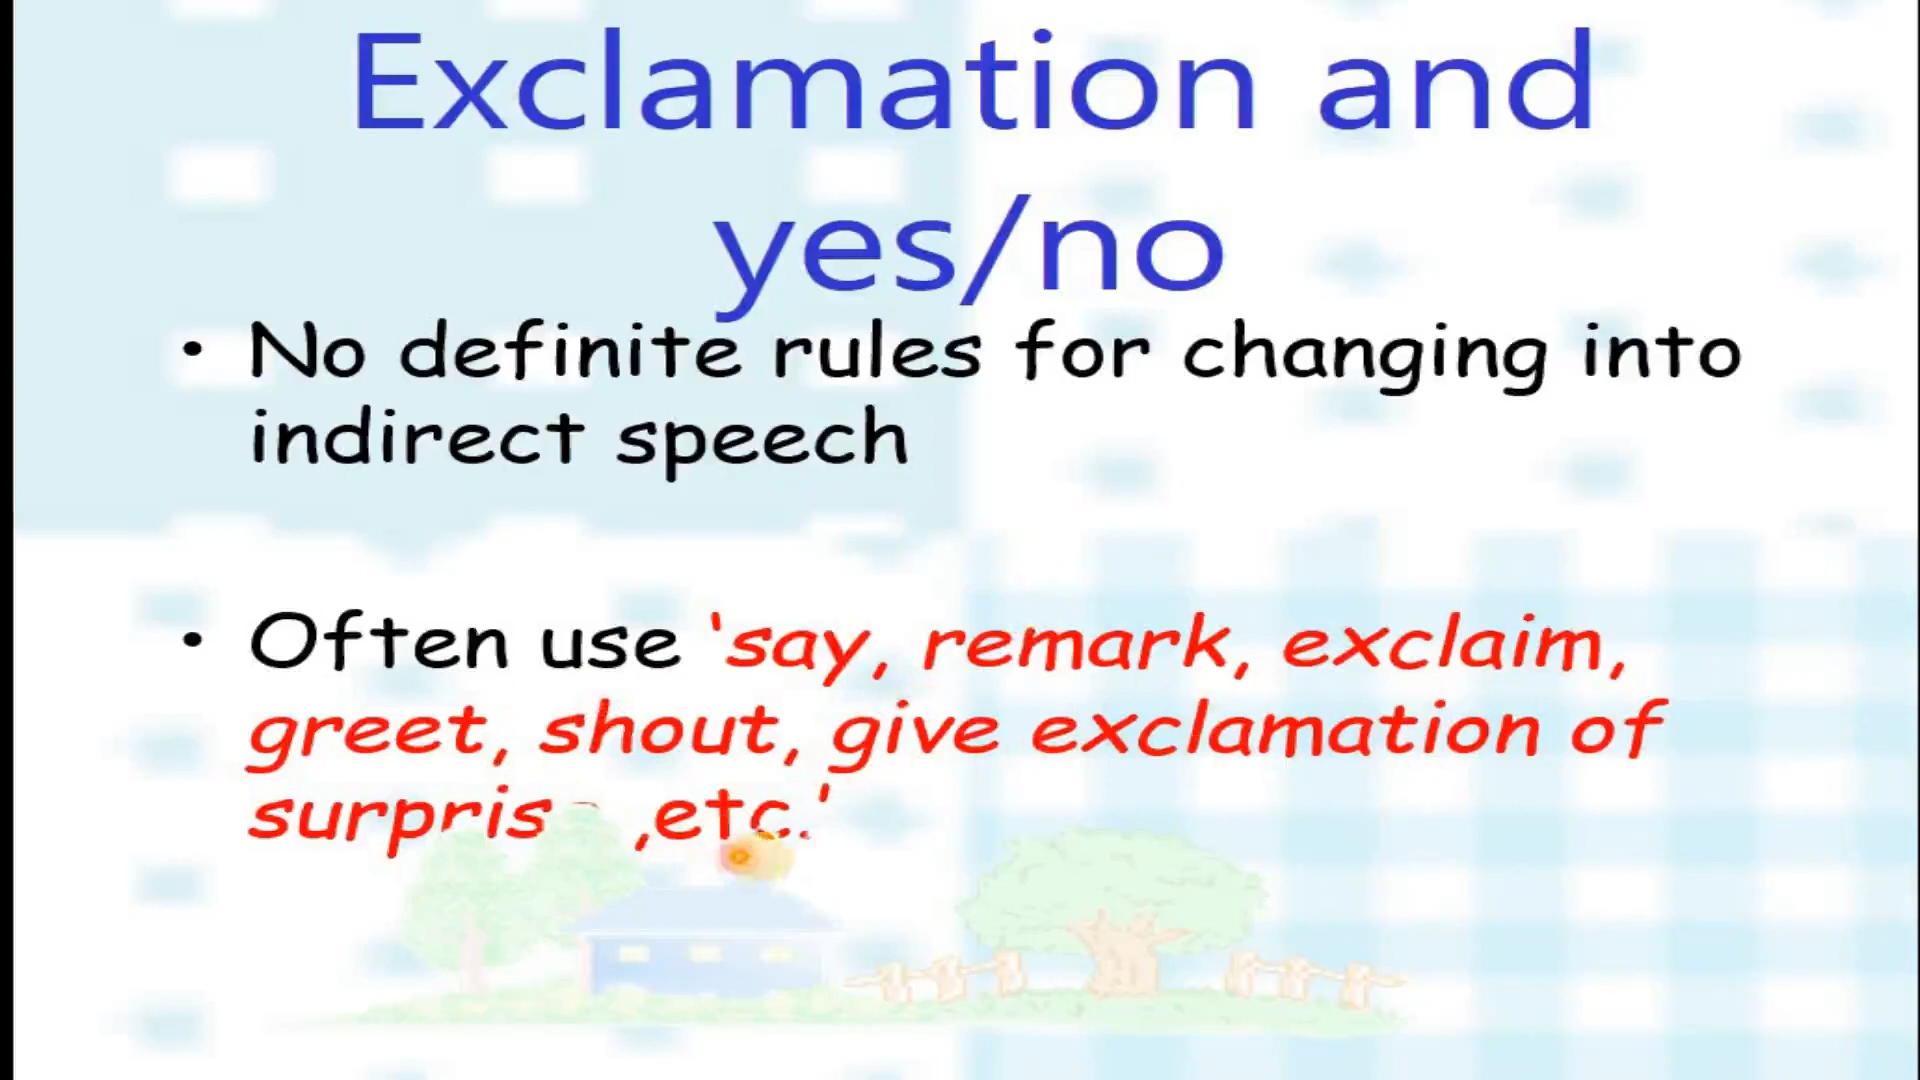 Exclamation and
yes/no
• No definite rules for changing into
indirect speech
• Often use ‘say, remark, exclaim,
greet, shout, give exclamation of
surpris ,etc.’